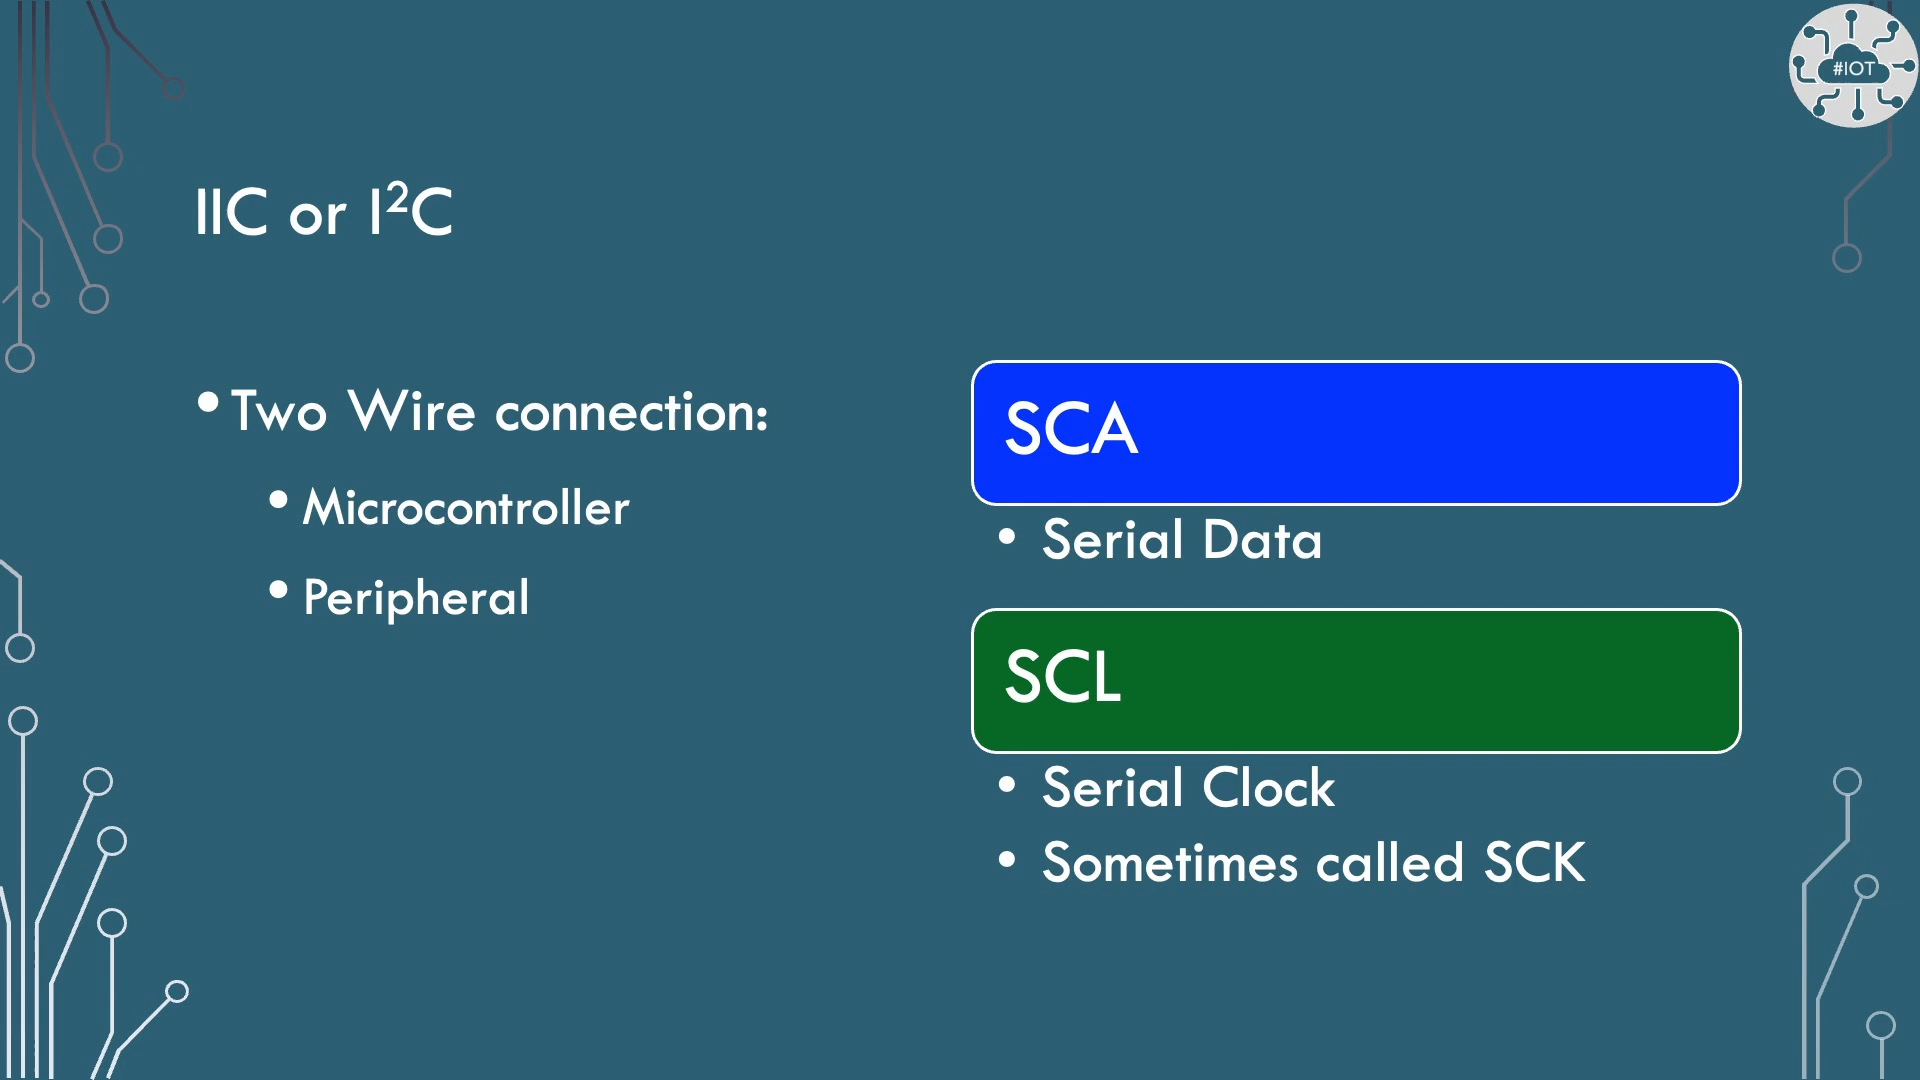 #IOT
IIC or I²C
• Two Wire connection:
• Microcontroller
• Peripheral
SCA
• Serial Data
SCL
• Serial Clock
• Sometimes called SCK